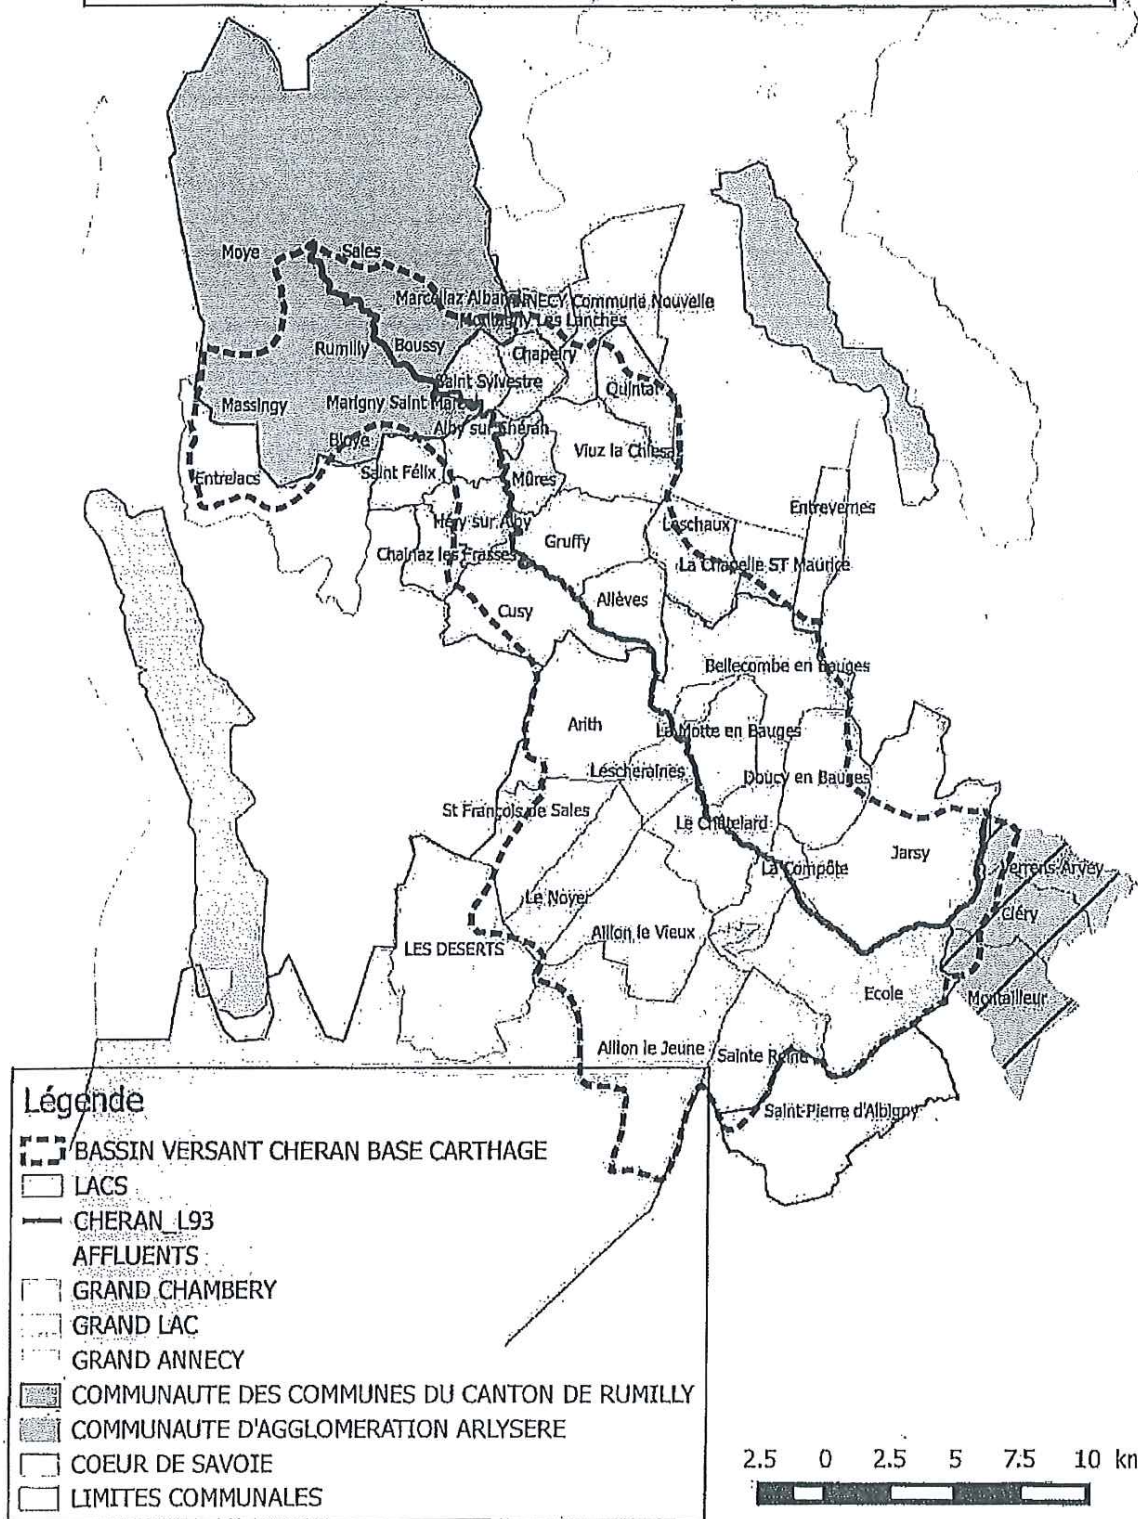 Moye
Sales
Marcellaz Alban
ANNECY Commune Nouvelle
Montagny Les Lanches
Rumilly
Boussy
Chapeiry
Saint Sylvestre
Quintal
Massingy
Marigny Saint Marcel
Alby sur Chéran
Bloye
Viuz la Chiesa
Entrelacs
Saint Félix
Mûres
Entrevernes
Héry sur Alby
Leschaux
Gruffy
Chainaz les Frasses
La Chapelle ST Maurice
Cusy
Allèves
Bellecombe en Bauges
Arith
La Motte en Bauges
Lescheraines
Doucy en Bauges
St François de Sales
Le Châtelard
Jarsy
La Compôte
Verrens-Arvey
Le Noyer
Cléry
Aillon le Vieux
LES DESERTS
Ecole
Montailleur
Aillon le Jeune
Sainte Reine
Saint-Pierre d'Albigny
Légende
BASSIN VERSANT CHERAN BASE CARTHAGE
LACS
CHERAN_L93
AFFLUENTS
GRAND CHAMBERY
GRAND LAC
GRAND ANNECY
COMMUNAUTE DES COMMUNES DU CANTON DE RUMILLY
COMMUNAUTE D'AGGLOMERATION ARLYSERE
COEUR DE SAVOIE
LIMITES COMMUNALES
2.5 0 2.5 5 7.5 10 km